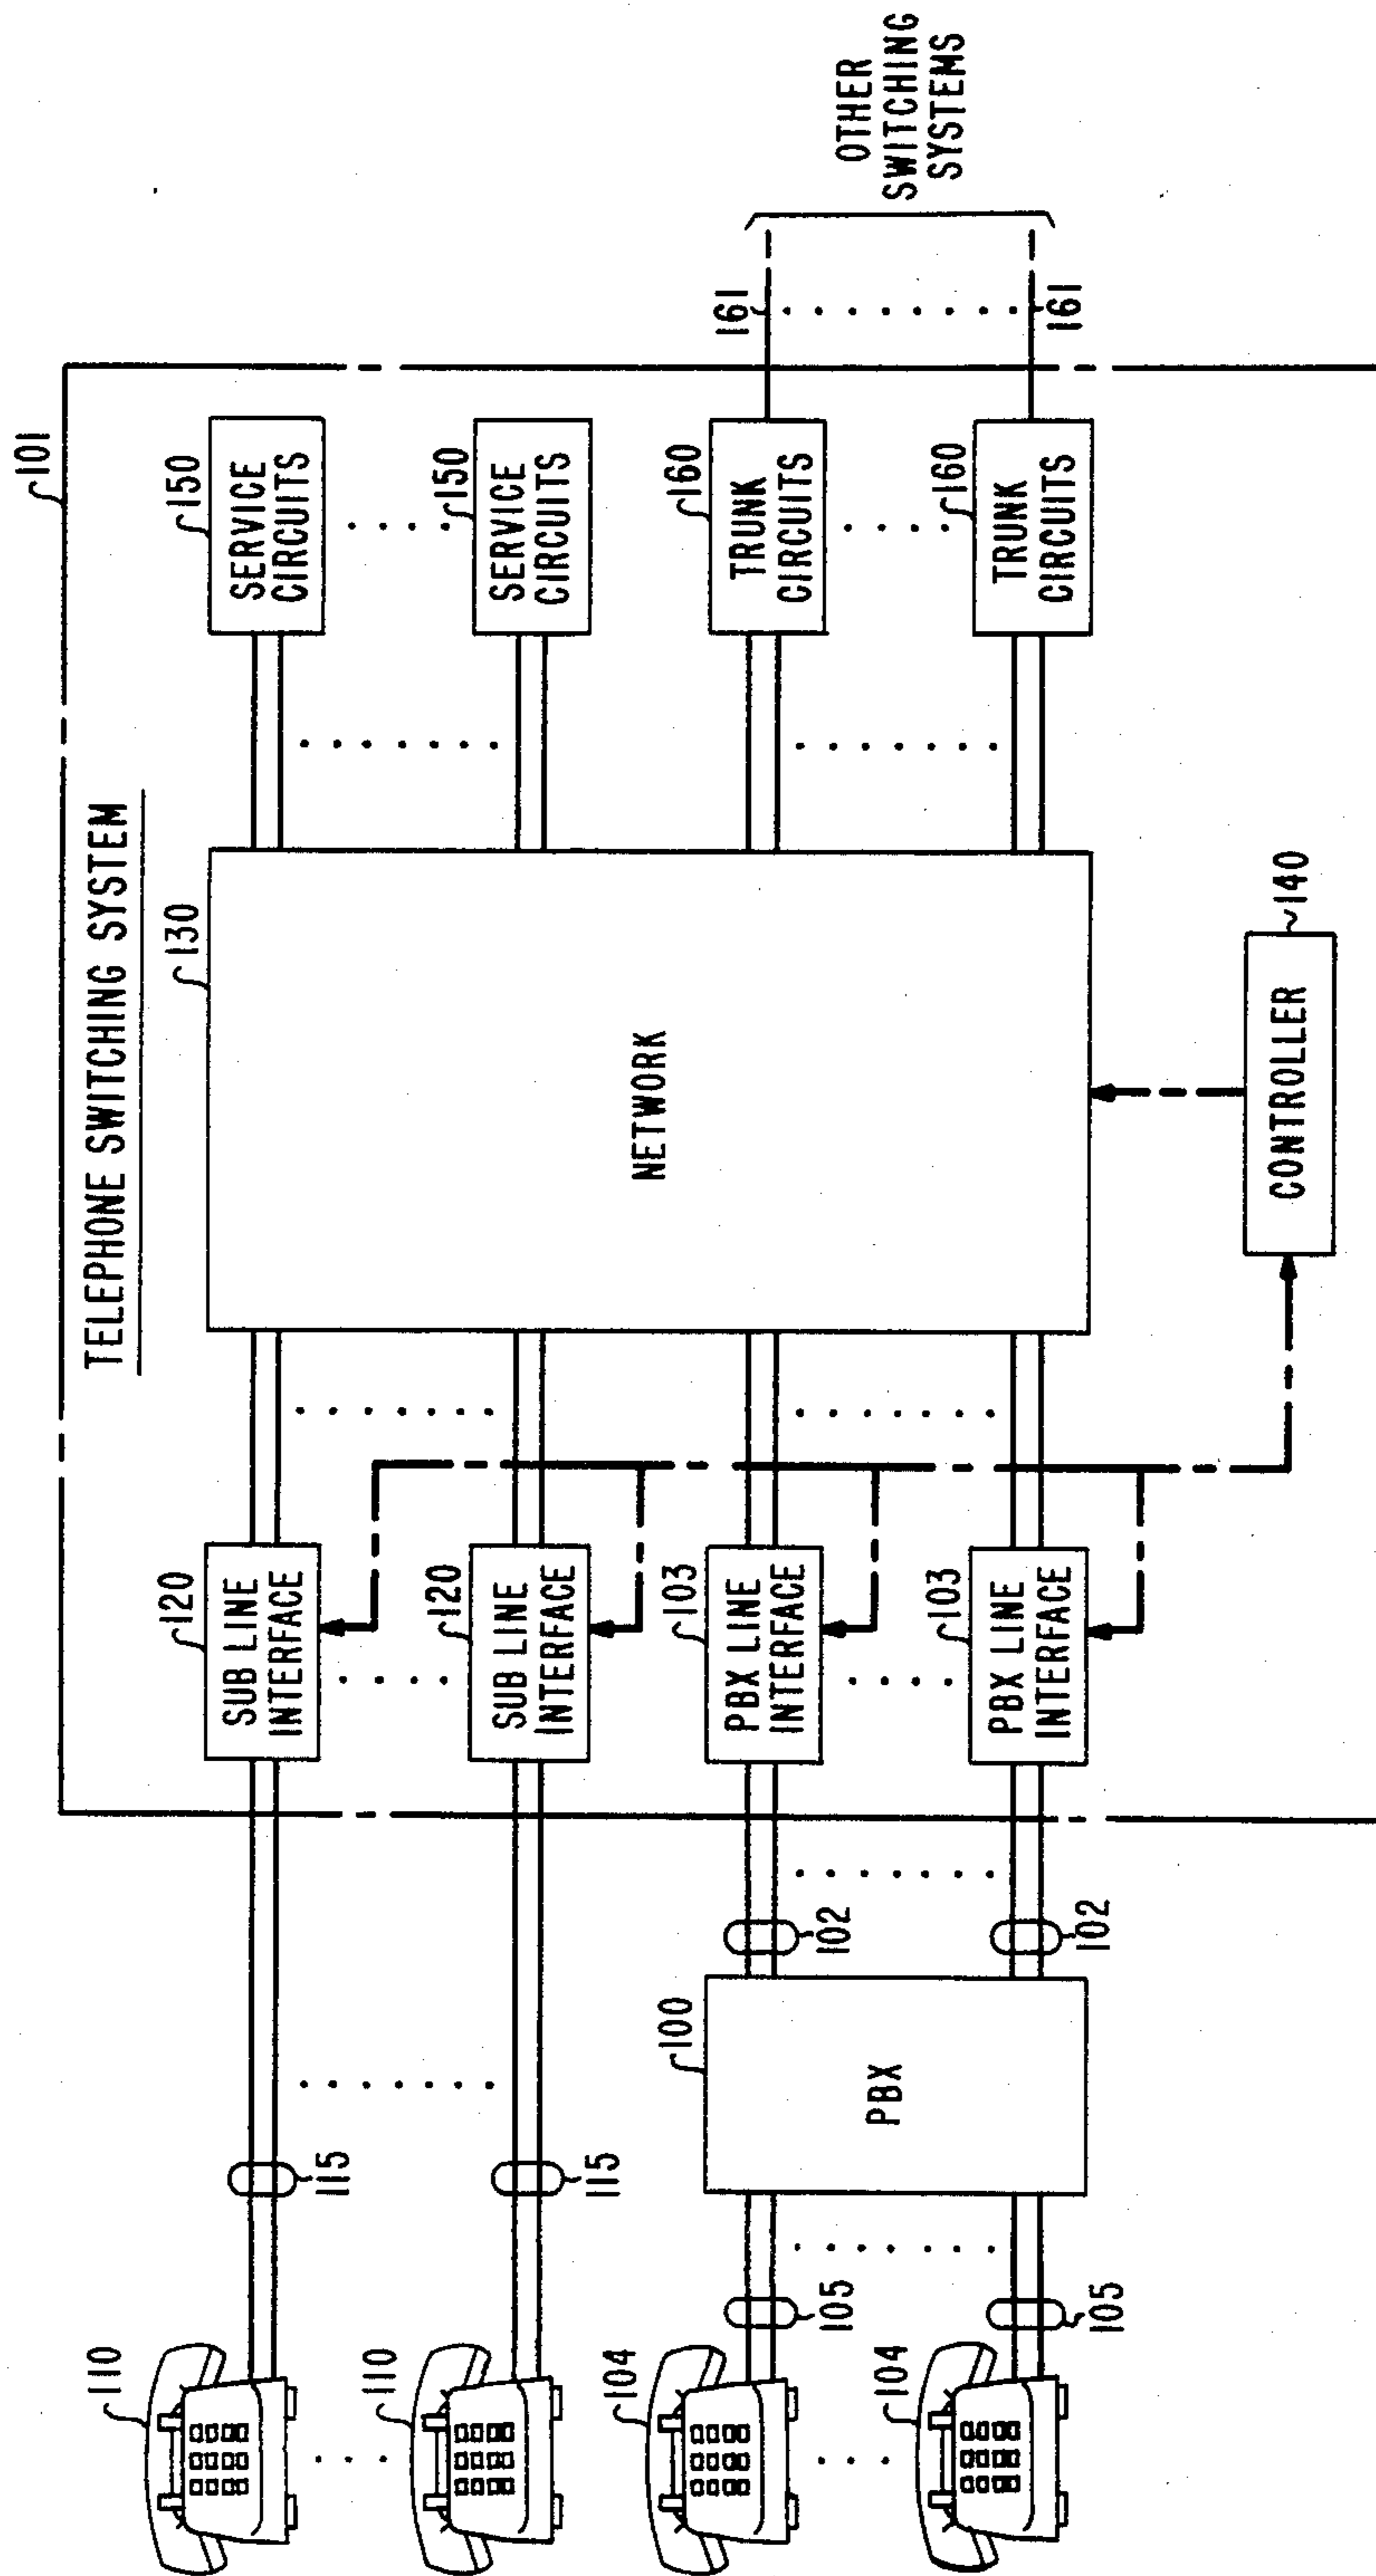 101
TELEPHONE SWITCHING SYSTEM
110
115
120
SUB LINE
INTERFACE
130
NETWORK
150
SERVICE
CIRCUITS
110
115
120
SUB LINE
INTERFACE
150
SERVICE
CIRCUITS
104
105
100
PBX
102
103
PBX LINE
INTERFACE
160
TRUNK
CIRCUITS
161
OTHER
SWITCHING
SYSTEMS
104
105
102
103
PBX LINE
INTERFACE
160
TRUNK
CIRCUITS
161
CONTROLLER
140